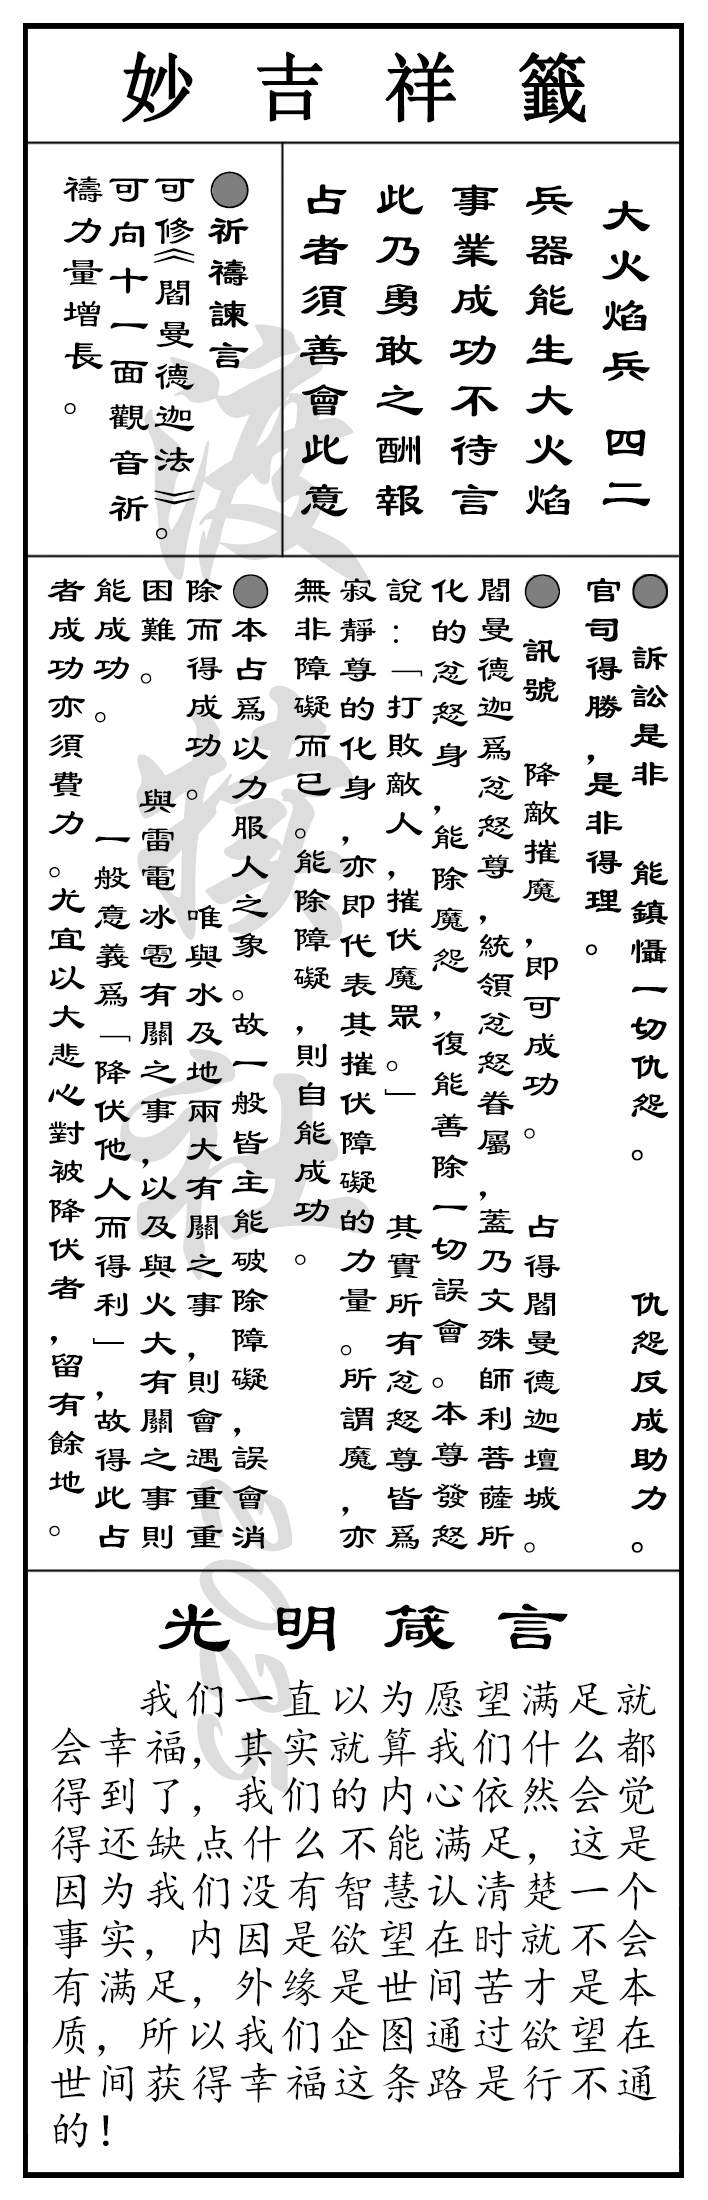 妙吉祥籤
大火焰兵 四二
兵器能生大火焰
事業成功不待言
此乃勇敢之酬報
占者須善會此意
●祈禱諫言
可修《閻曼德迦法》。
可向十一面觀音祈
禱力量增長。
● 訴訟是非 能鎮懾一切仇怨。 仇怨反成助力。
官司得勝，是非得理。
● 訊號 降敵摧魔，即可成功。 占得閻曼德迦壇城。
閻曼德迦爲忿怒尊，統領忿怒眷屬，蓋乃文殊師利菩薩所
化的忿怒身，能除魔怨，復能善除一切誤會。本尊發怒
說：「打敗敵人，摧伏魔眾。」 其實所有忿怒尊皆爲
寂靜尊的化身，亦即代表其摧伏障礙的力量。所謂魔，亦
無非障礙而已。能除障礙，則自能成功。
●本占爲以力服人之象。故一般皆主能破除障礙，誤會消
除而得成功。 唯與水及地兩大有關之事，則會遇重重
困難。 與雷電冰雹有關之事，以及與火大有關之事則
能成功。 一般意義爲「降伏他人而得利」，故得此占
者成功亦須費力。尤宜以大悲心對被降伏者，留有餘地。
光明箴言
我们一直以为愿望满足就
会幸福，其实就算我们什么都
得到了，我们的内心依然会觉
得还缺点什么不能满足，这是
因为我们没有智慧认清楚一个
事实，内因是欲望在时就不会
有满足，外缘是世间苦才是本
质，所以我们企图通过欲望在
世间获得幸福这条路是行不通
的！
渡
社
2025